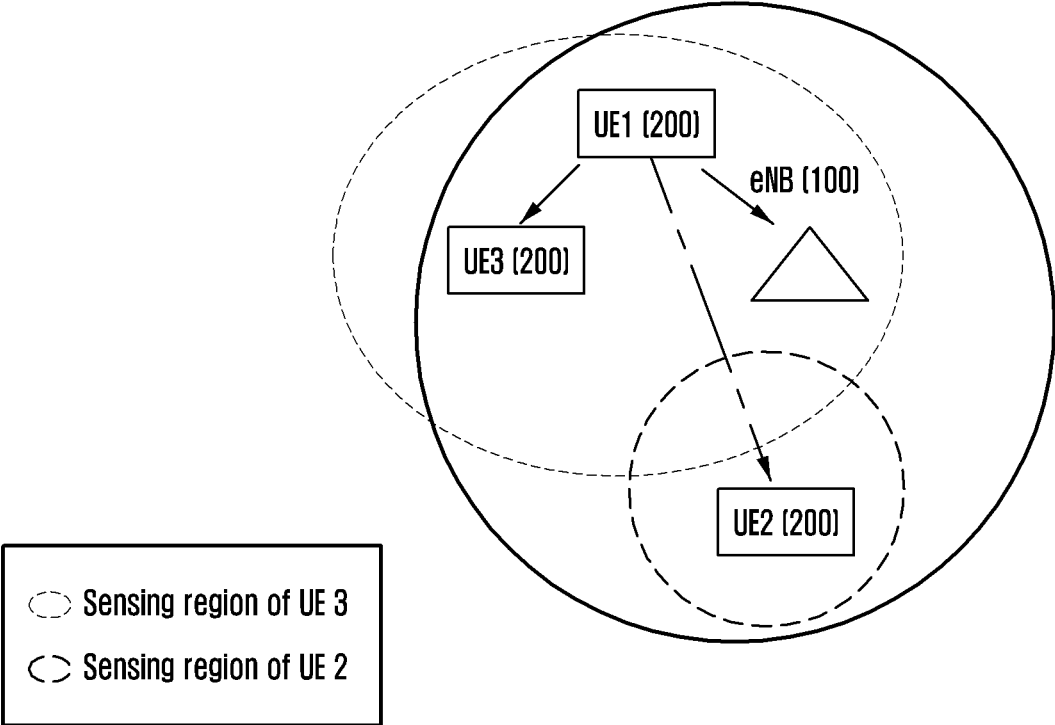 UE1 (200)
eNB (100)
UE3 (200)
UE2 (200)
Sensing region of UE 3
Sensing region of UE 2